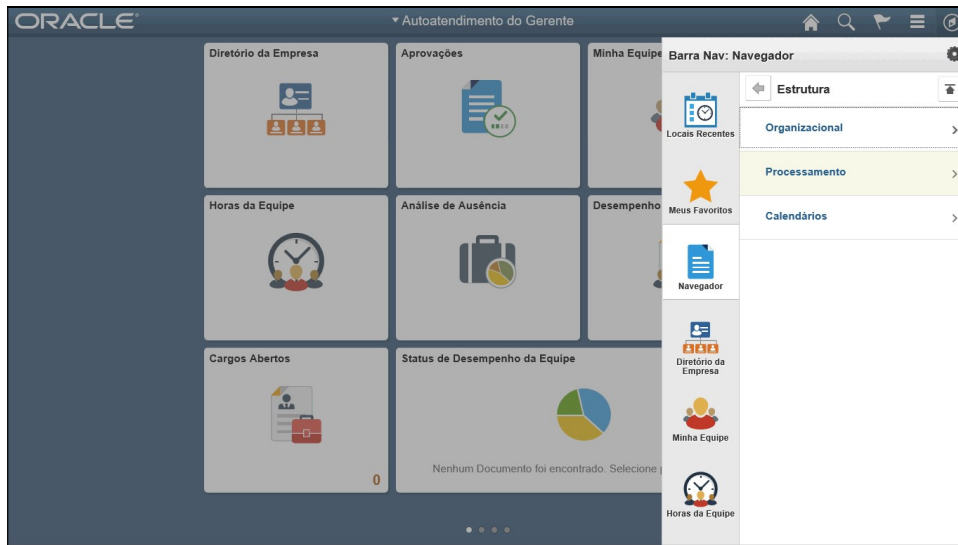 ORACLE®
Autoatendimento do Gerente
Diretório da Empresa
Aprovações
Minha Equipe
Horas da Equipe
Análise de Ausência
Desempenho
Cargos Abertos
0
Status de Desempenho da Equipe
Nenhum Documento foi encontrado. Selecione
Barra Nav: Navegador
Locais Recentes
Meus Favoritos
Navegador
Diretório da
Empresa
Minha Equipe
Horas da Equipe
Estrutura
Organizacional
Processamento
Calendários